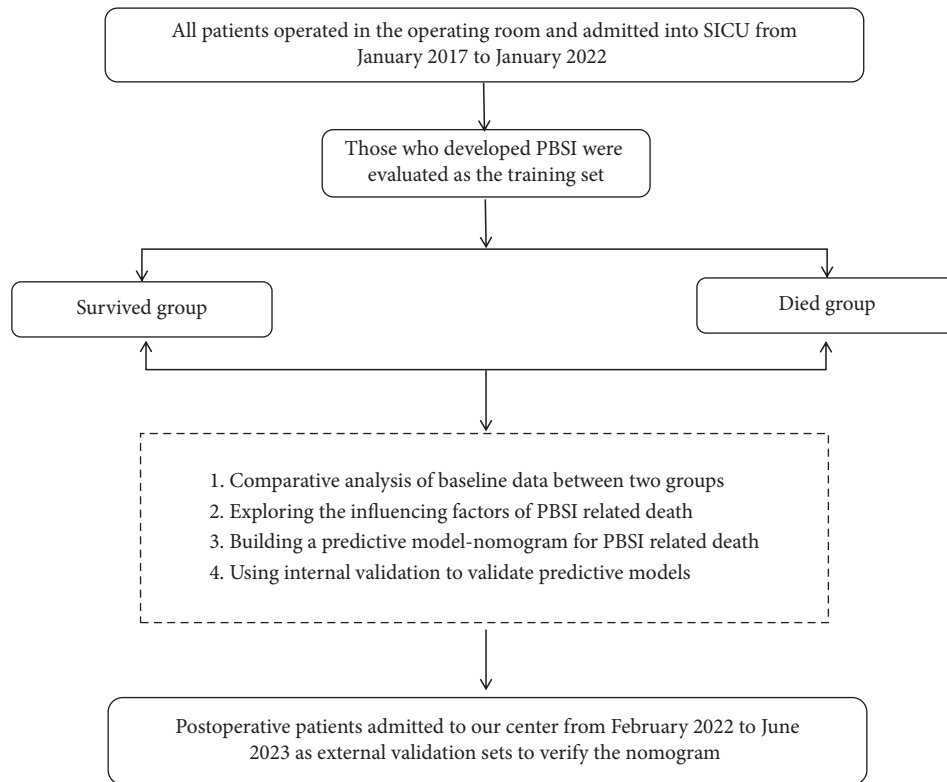 All patients operated in the operating room and admitted into SICU from
January 2017 to January 2022
Those who developed PBSI were
evaluated as the training set
Survived group
Died group
1. Comparative analysis of baseline data between two groups
2. Exploring the influencing factors of PBSI related death
3. Building a predictive model-nomogram for PBSI related death
4. Using internal validation to validate predictive models
Postoperative patients admitted to our center from February 2022 to June
2023 as external validation sets to verify the nomogram